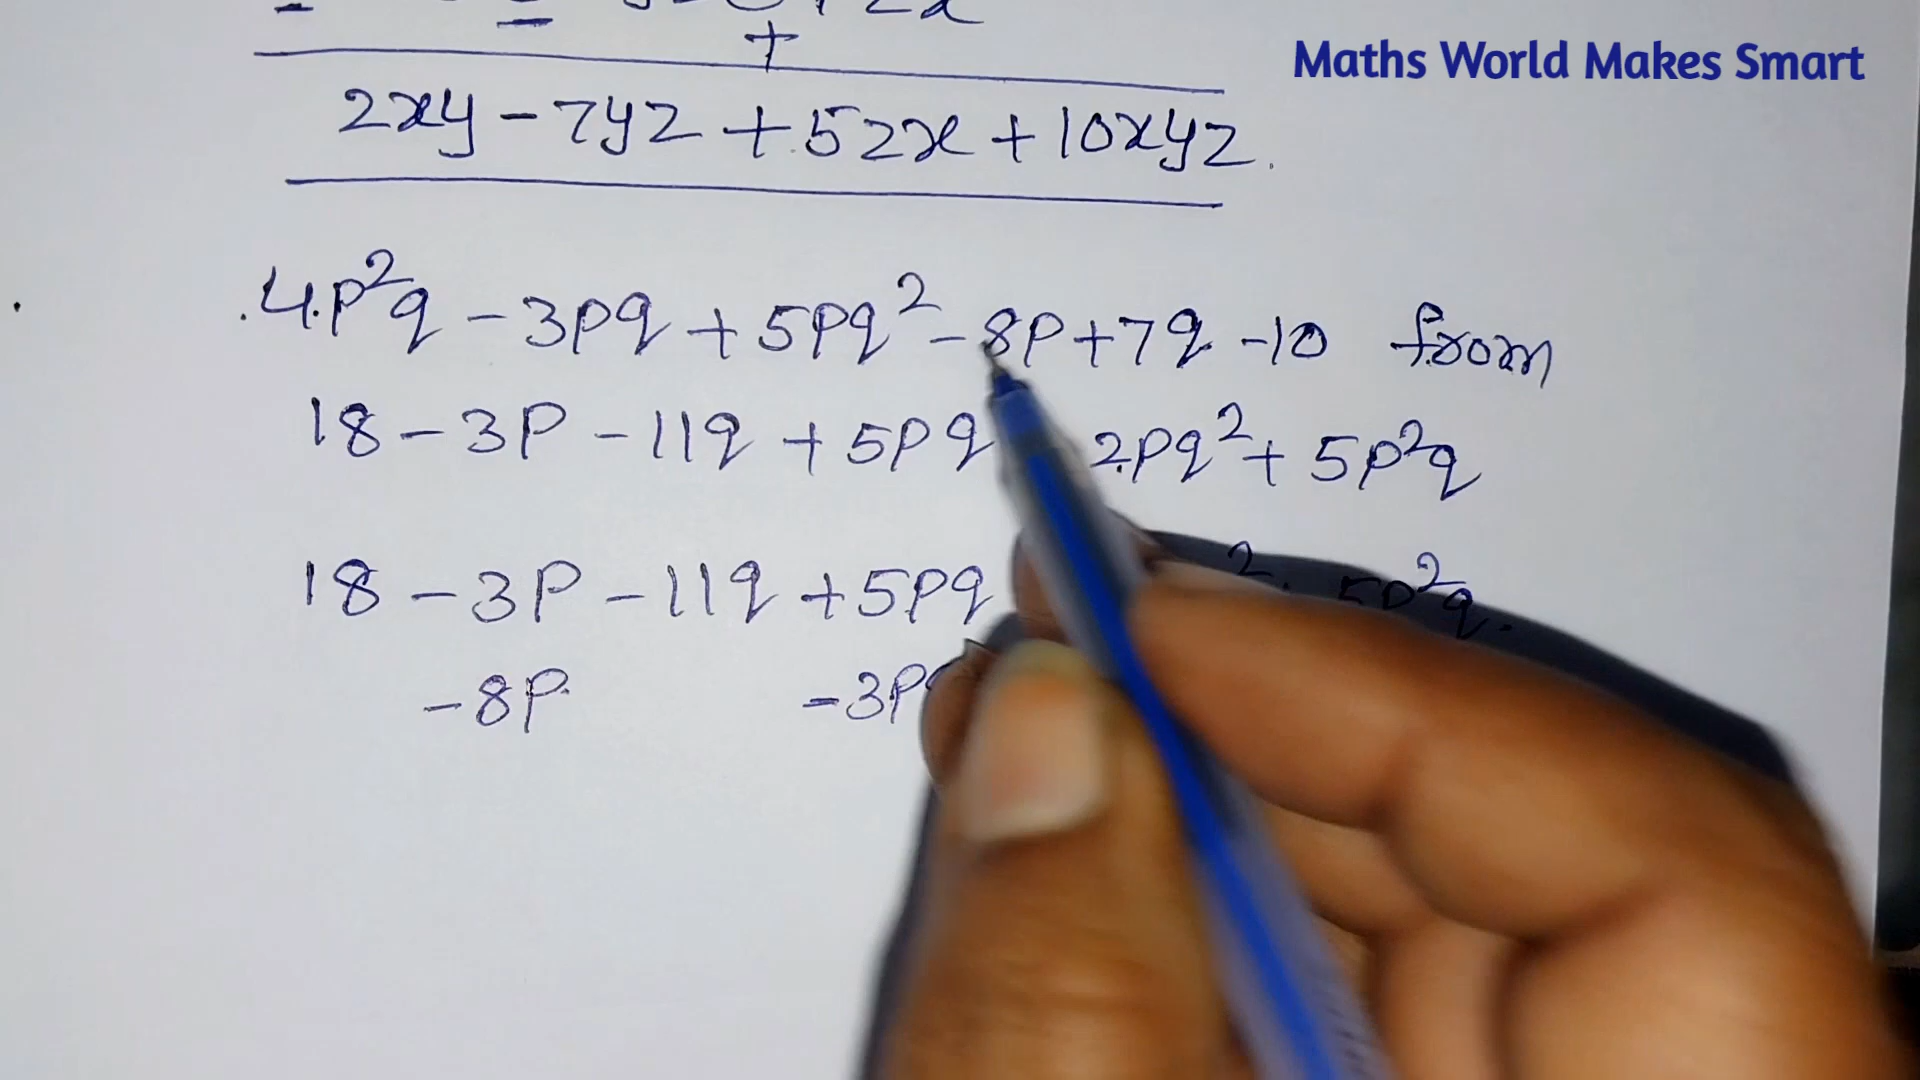 Maths World Makes Smart
+
2xy - 7yz + 5zx + 10xyz.
4p²q - 3pq + 5pq² - 8p + 7q - 10 from
18 - 3p - 11q + 5pq 2pq² + 5p²q
18 - 3p - 11q + 5pq 5p²q.
-8p -3p